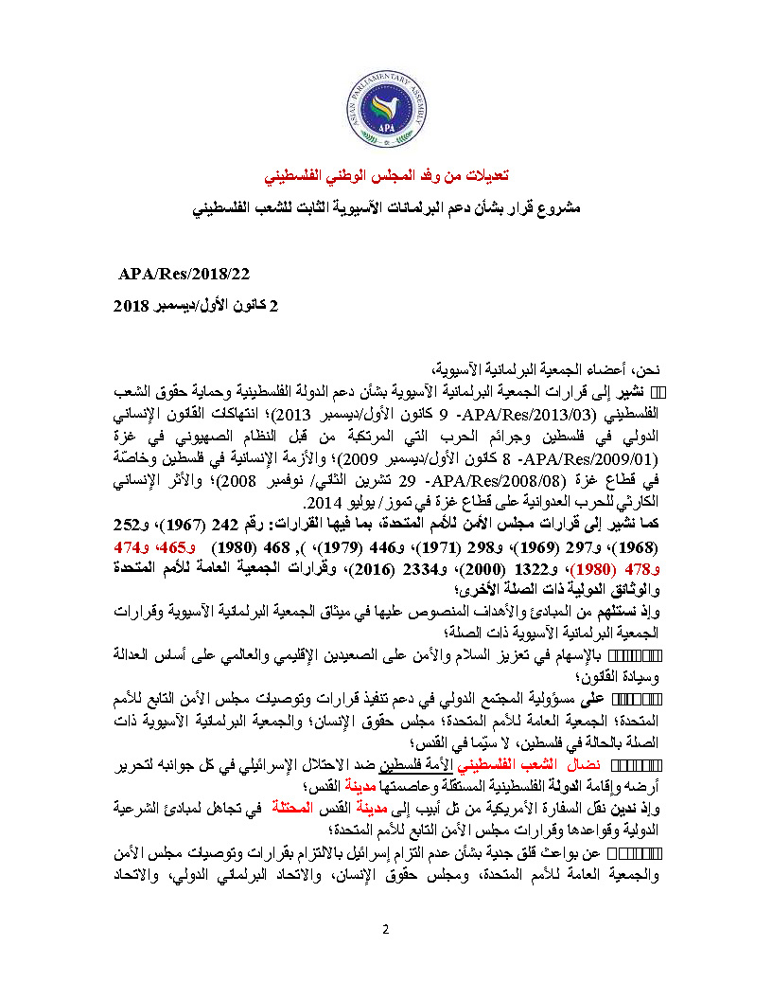 ASIAN PARLIAMENTARY ASSEMBLY
APA
تعديلات من وفد المجلس الوطني الفلسطيني
مشروع قرار بشأن دعم البرلمانات الآسيوية الثابت للشعب الفلسطيني
APA/Res/2018/22
2 كانون الأول/ديسمبر 2018
نحن، أعضاء الجمعية البرلمانية الآسيوية،
نشير إلى قرارات الجمعية البرلمانية الآسيوية بشأن دعم الدولة الفلسطينية وحماية حقوق الشعب
الفلسطيني (APA/Res/2013/03- 9 كانون الأول/ديسمبر 2013)؛ انتهاكات القانون الإنساني
الدولي في فلسطين وجرائم الحرب التي المرتكبة من قبل النظام الصهيوني في غزة
(APA/Res/2009/01- 8 كانون الأول/ديسمبر 2009)؛ والأزمة الإنسانية في فلسطين وخاصّة
في قطاع غزة (APA/Res/2008/08- 29 تشرين الثاني/ نوفمبر 2008)؛ والأثر الإنساني
الكارثي للحرب العدوانية على قطاع غزة في تموز/ يوليو 2014.
كما نشير إلى قرارات مجلس الأمن للأمم المتحدة، بما فيها القرارات: رقم 242 (1967)، و252
(1968)، و297 (1969)، و298 (1971)، و446 (1979)، ), 468 (1980) و465، و474
و478 (1980)، و1322 (2000)، و2334 (2016)، وقرارات الجمعية العامة للأمم المتحدة
والوثائق الدولية ذات الصلة الأخرى؛
وإذ نستلهم من المبادئ والأهداف المنصوص عليها في ميثاق الجمعية البرلمانية الآسيوية وقرارات
الجمعية البرلمانية الآسيوية ذات الصلة؛
بالإسهام في تعزيز السلام والأمن على الصعيدين الإقليمي والعالمي على أساس العدالة
وسيادة القانون؛
على مسؤولية المجتمع الدولي في دعم تنفيذ قرارات وتوصيات مجلس الأمن التابع للأمم
المتحدة؛ الجمعية العامة للأمم المتحدة؛ مجلس حقوق الإنسان؛ والجمعية البرلمانية الآسيوية ذات
الصلة بالحالة في فلسطين، لا سيّما في القدس؛
نضال الشعب الفلسطيني الأمة فلسطين ضد الاحتلال الإسرائيلي في كل جوانبه لتحرير
أرضه وإقامة الدولة الفلسطينية المستقلّة وعاصمتها مدينة القدس؛
وإذ ندين نقل السفارة الأمريكية من تل أبيب إلى مدينة القدس المحتلة في تجاهل لمبادئ الشرعية
الدولية وقواعدها وقرارات مجلس الأمن التابع للأمم المتحدة؛
عن بواعث قلق جدية بشأن عدم التزام إسرائيل بالالتزام بقرارات وتوصيات مجلس الأمن
والجمعية العامة للأمم المتحدة، ومجلس حقوق الإنسان، والاتحاد البرلماني الدولي، والاتحاد
2